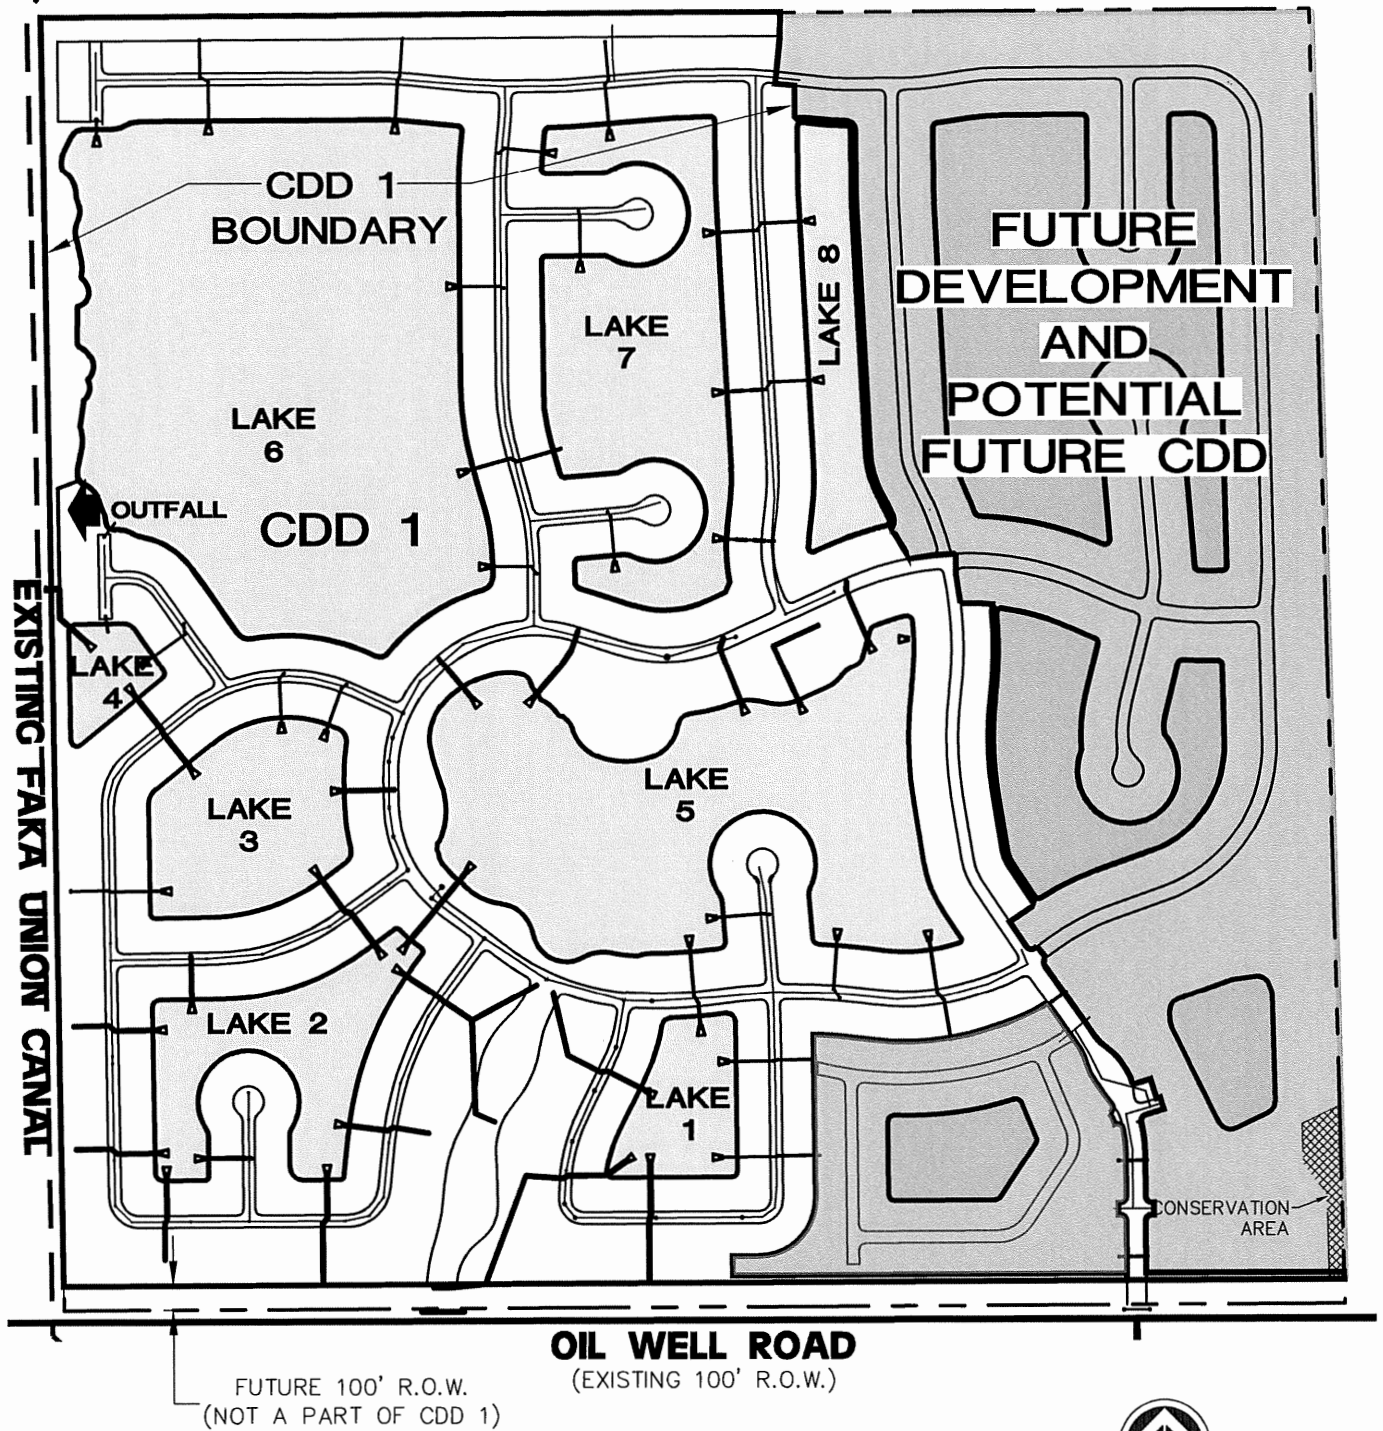 CDD 1
BOUNDARY
FUTURE
DEVELOPMENT
AND
POTENTIAL
FUTURE CDD
LAKE 8
LAKE
7
LAKE
6
OUTFALL
CDD 1
EXISTING FAKA UNION CANAL
LAKE
4
LAKE
5
LAKE
3
LAKE 2
LAKE
1
CONSERVATION
AREA
OIL WELL ROAD
(EXISTING 100' R.O.W.)
FUTURE 100' R.O.W.
(NOT A PART OF CDD 1)